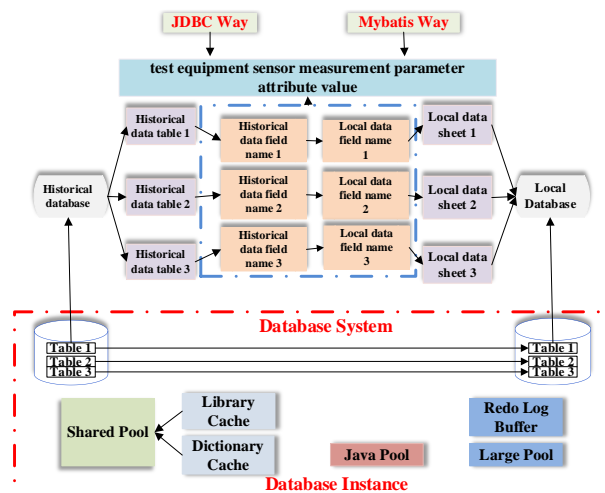 JDBC Way
Mybatis Way
test equipment sensor measurement parameter
attribute value
Historical
data table 1
Historical
data field
name 1
Local data
field name
1
Local data
sheet 1
Historical
database
Historical
data table 2
Historical
data field
name 2
Local data
field name
2
Local data
sheet 2
Local
Database
Historical
data table 3
Historical
data field
name 3
Local data
field name
3
Local data
sheet 3
Database System
Table 1
Table 2
Table 3
Table 1
Table 2
Table 3
Shared Pool
Library
Cache
Dictionary
Cache
Java Pool
Redo Log
Buffer
Large Pool
Database Instance